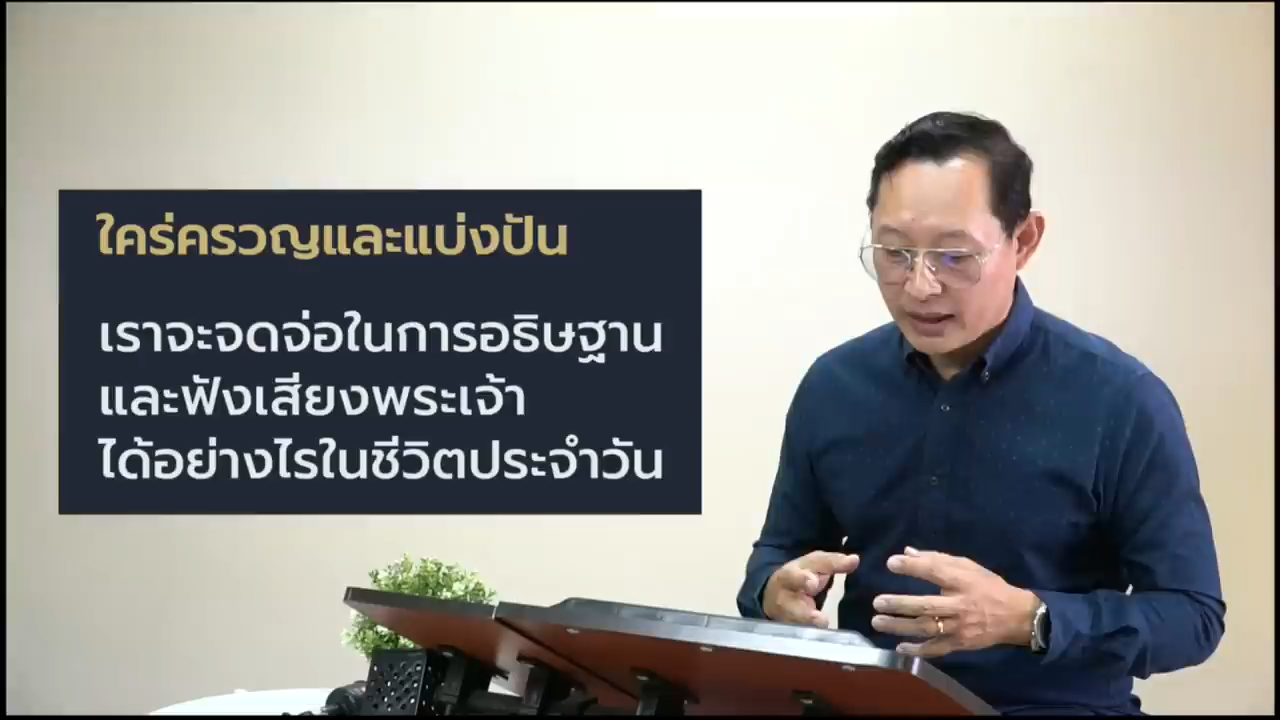 ใคร่ครวญและแบ่งปัน
เราจะจดจ่อในการอธิษฐาน
และฟังเสียงพระเจ้า
ได้อย่างไรในชีวิตประจำวัน